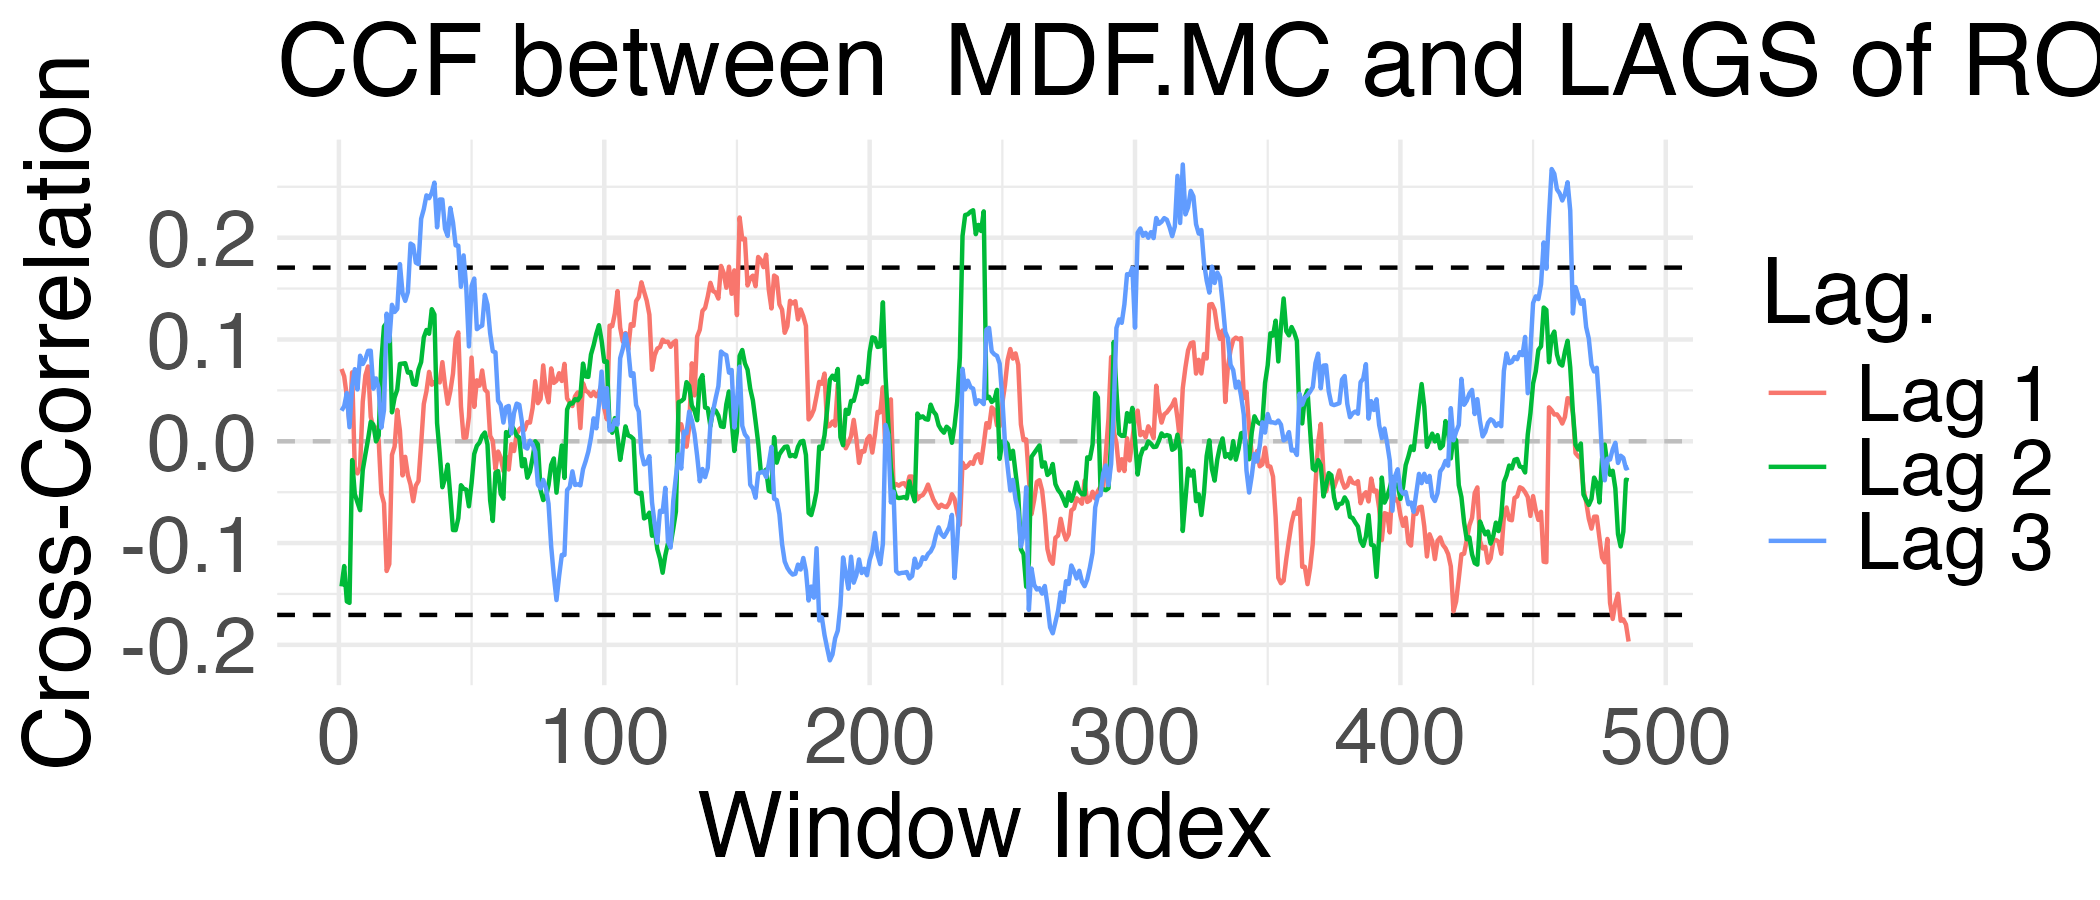 CCF between  MDF.MC and LAGS of RO
Cross-Correlation
0.2
0.1
0.0
-0.1
-0.2
0 100 200 300 400 500
Window Index
Lag.
Lag 1
Lag 2
Lag 3